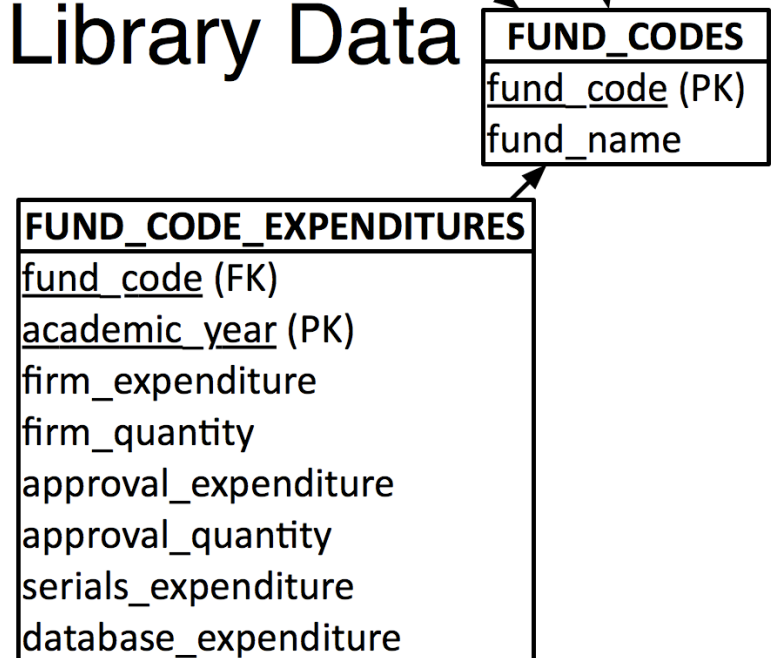 Library Data
FUND_CODES
fund_code (PK)
fund_name
FUND_CODE_EXPENDITURES
fund_code (FK)
academic_year (PK)
firm_expenditure
firm_quantity
approval_expenditure
approval_quantity
serials_expenditure
database_expenditure